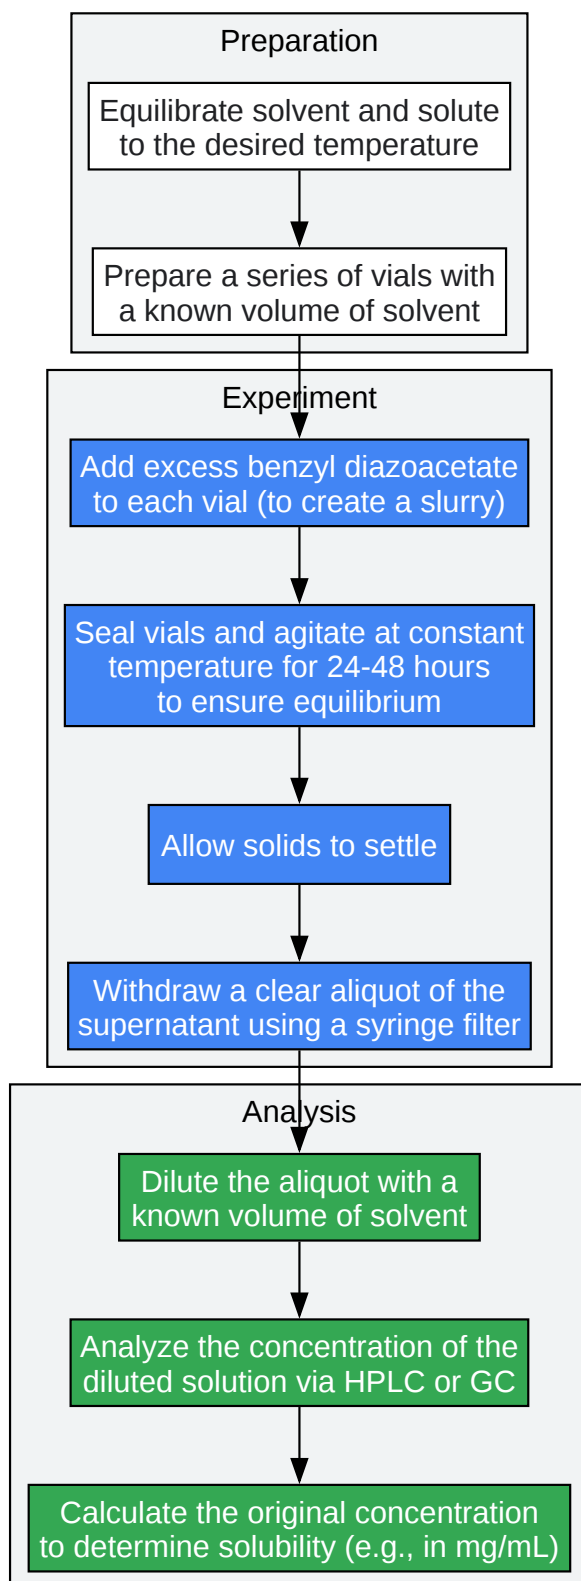 Preparation
Equilibrate solvent and solute
to the desired temperature
Prepare a series of vials with
a known volume of solvent
Experiment
Add excess benzyl diazoacetate
to each vial (to create a slurry)
Seal vials and agitate at constant
temperature for 24-48 hours
to ensure equilibrium
Allow solids to settle
Withdraw a clear aliquot of the
supernatant using a syringe filter
Analysis
Dilute the aliquot with a
known volume of solvent
Analyze the concentration of the
diluted solution via HPLC or GC
Calculate the original concentration
to determine solubility (e.g., in mg/mL)